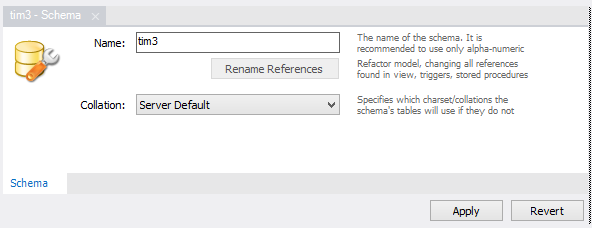 tim3 - Schema ×
Name:
tim3
The name of the schema. It is
recommended to use only alpha-numeric
Rename References
Refactor model, changing all references
found in view, triggers, stored procedures
Collation:
Server Default
Specifies which charset/collations the
schema's tables will use if they do not
Schema
Apply
Revert